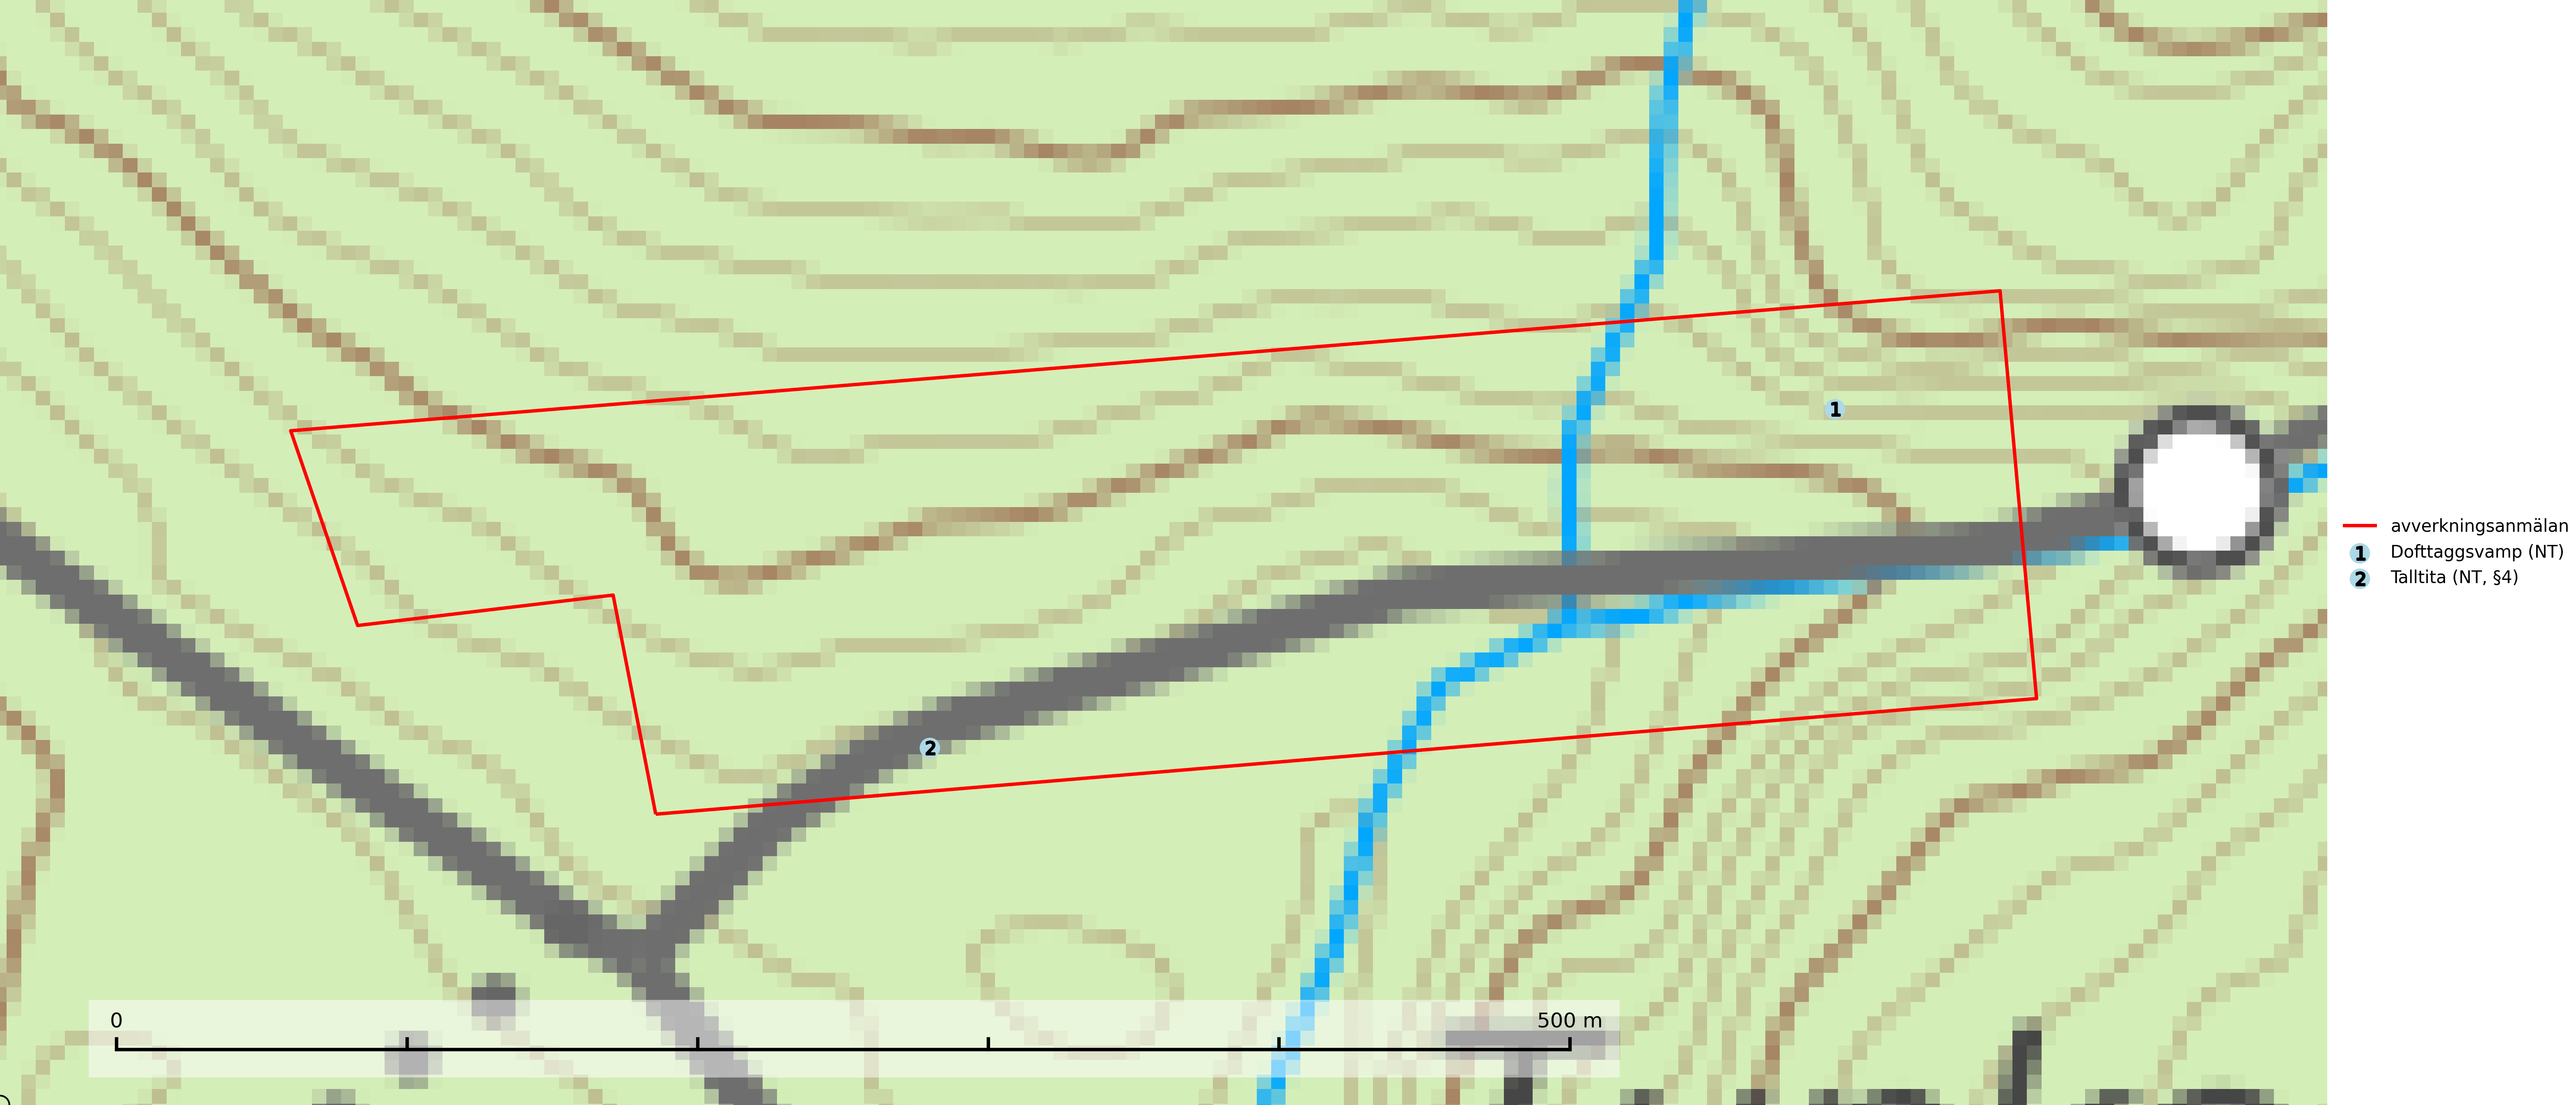 1
2
avverkningsanmälan
1 Dofttaggsvamp (NT)
2 Talltita (NT, §4)
0 500 m